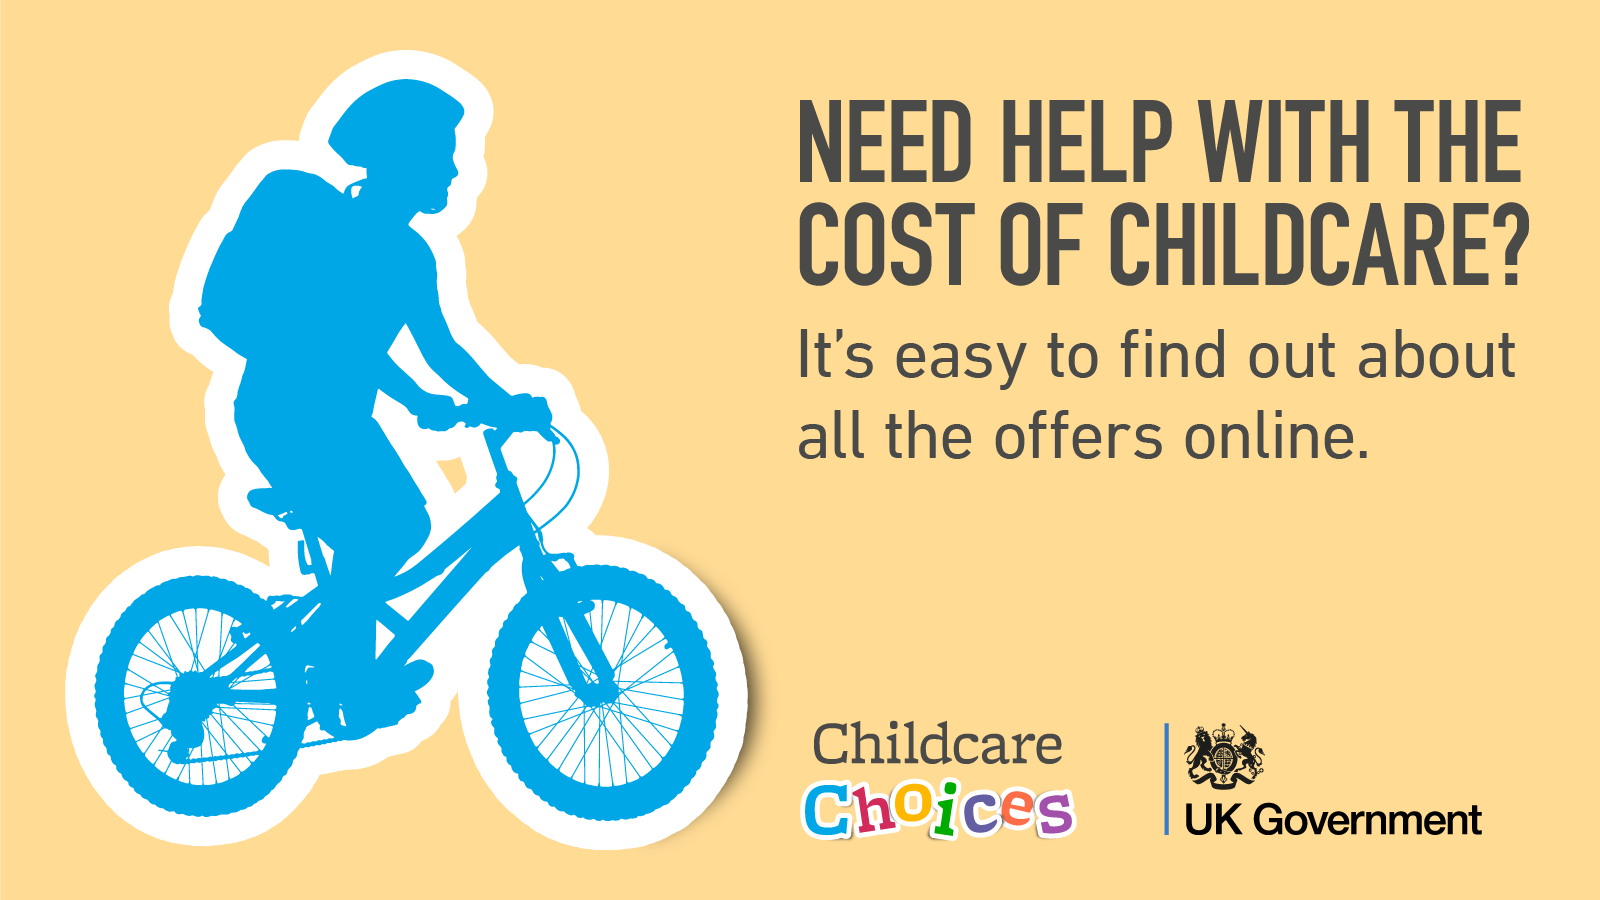 NEED HELP WITH THE
COST OF CHILDCARE?
It’s easy to find out about
all the offers online.
Childcare
Choices
UK Government